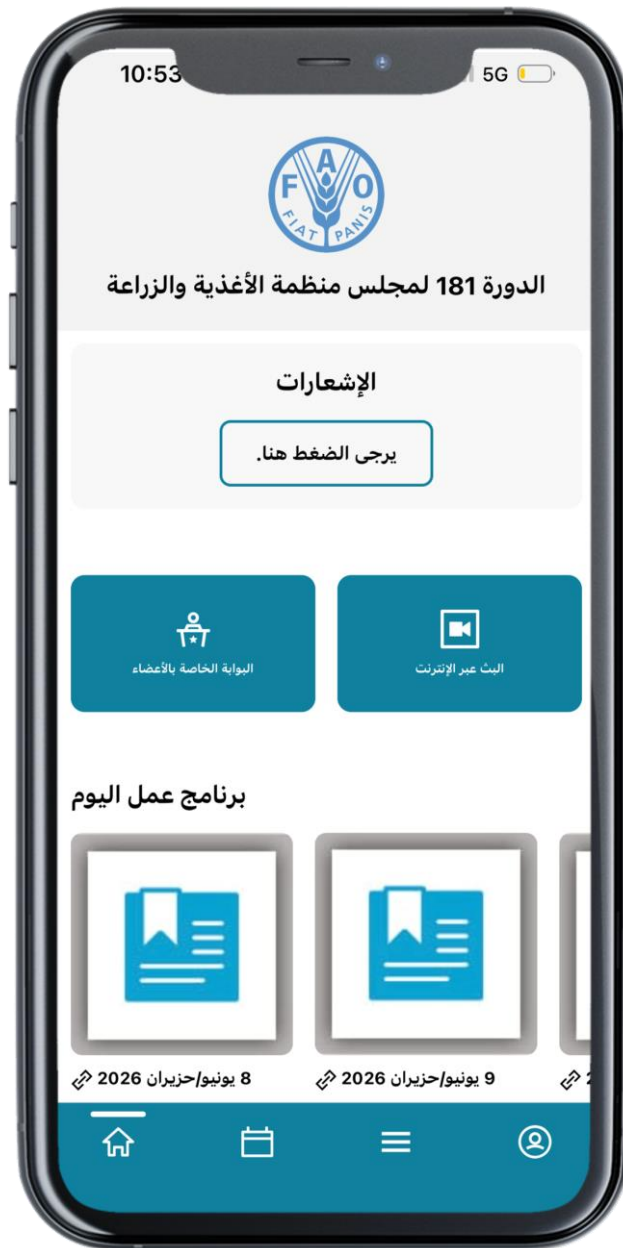 10:53
5G
F A O
FIAT PANIS
الدورة 181 لمجلس منظمة الأغذية والزراعة
الإشعارات
يرجى الضغط هنا.
البث عبر الإنترنت
البوابة الخاصة بالأعضاء
برنامج عمل اليوم
8 يونيو/حزيران 2026
9 يونيو/حزيران 2026